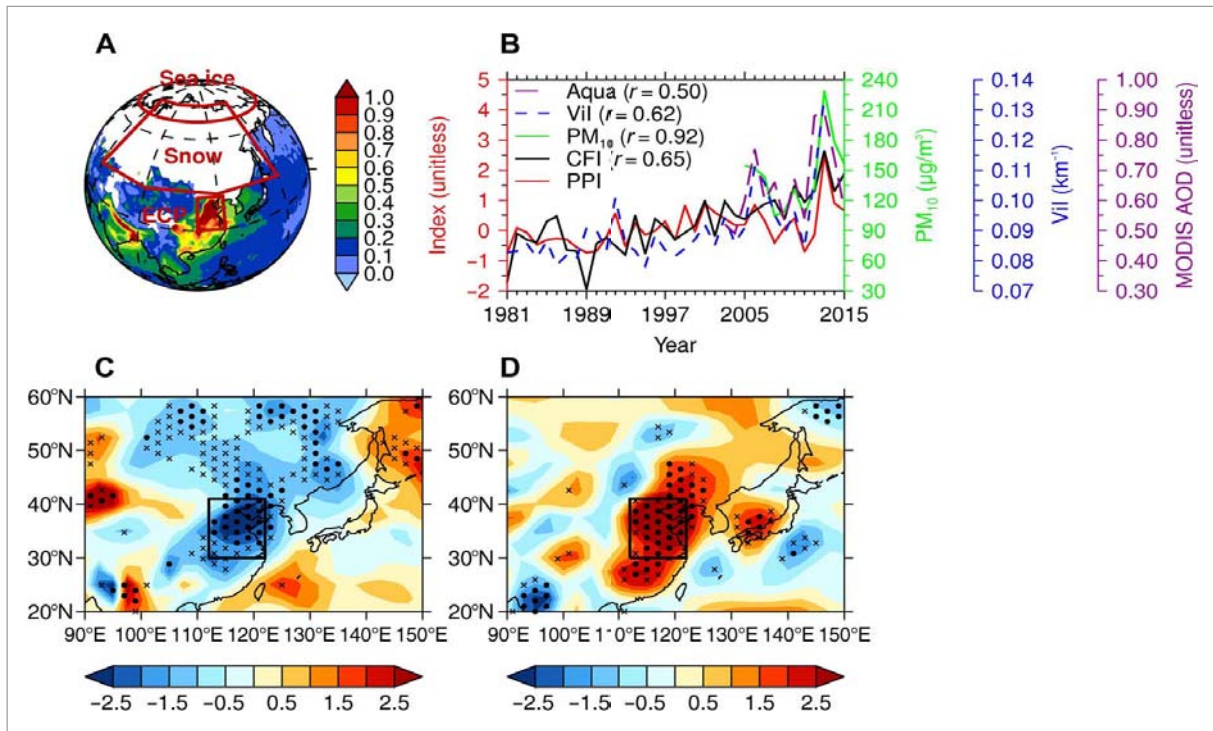 A
Sea ice
Snow
ECP
1.0
0.9
0.8
0.7
0.6
0.5
0.4
0.3
0.2
0.1
0.0
B
Aqua (r = 0.50)
Vil (r = 0.62)
PM10 (r = 0.92)
CFI (r = 0.65)
PPI
Index (unitless)
5
4
3
2
1
0
−1
−2
1981 1989 1997 2005 2015
Year
240
210
180
150
120
90
60
30
PM10 (µg/m³)
0.14
0.13
0.12
0.11
0.10
0.09
0.08
0.07
Vil (km⁻¹)
1.00
0.90
0.80
0.70
0.60
0.50
0.40
0.30
MODIS AOD (unitless)
C
60°N
50°N
40°N
30°N
20°N
90°E 100°E 110°E 120°E 130°E 140°E 150°E
−2.5 −1.5 −0.5 0.5 1.5 2.5
D
60°N
50°N
40°N
30°N
20°N
90°E 100°E 110°E 120°E 130°E 140°E 150°E
−2.5 −1.5 −0.5 0.5 1.5 2.5